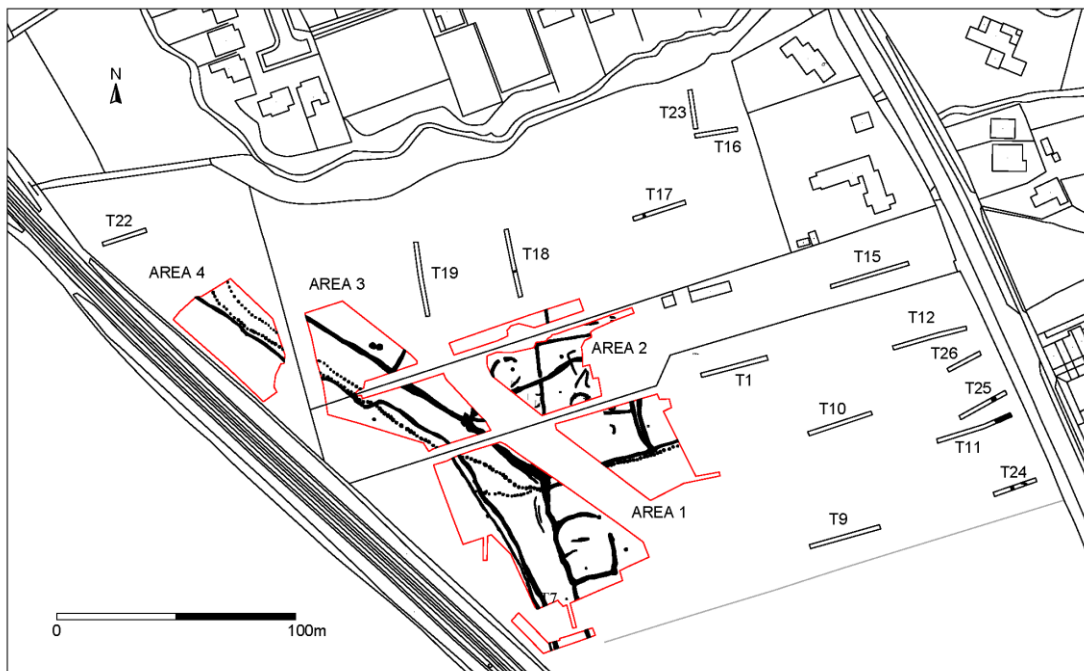 N
T23
T16
T17
T22
T18
T15
AREA 4
AREA 3
T19
T12
AREA 2
T26
T1
T25
T10
T11
T24
AREA 1
T9
T7
0
100m